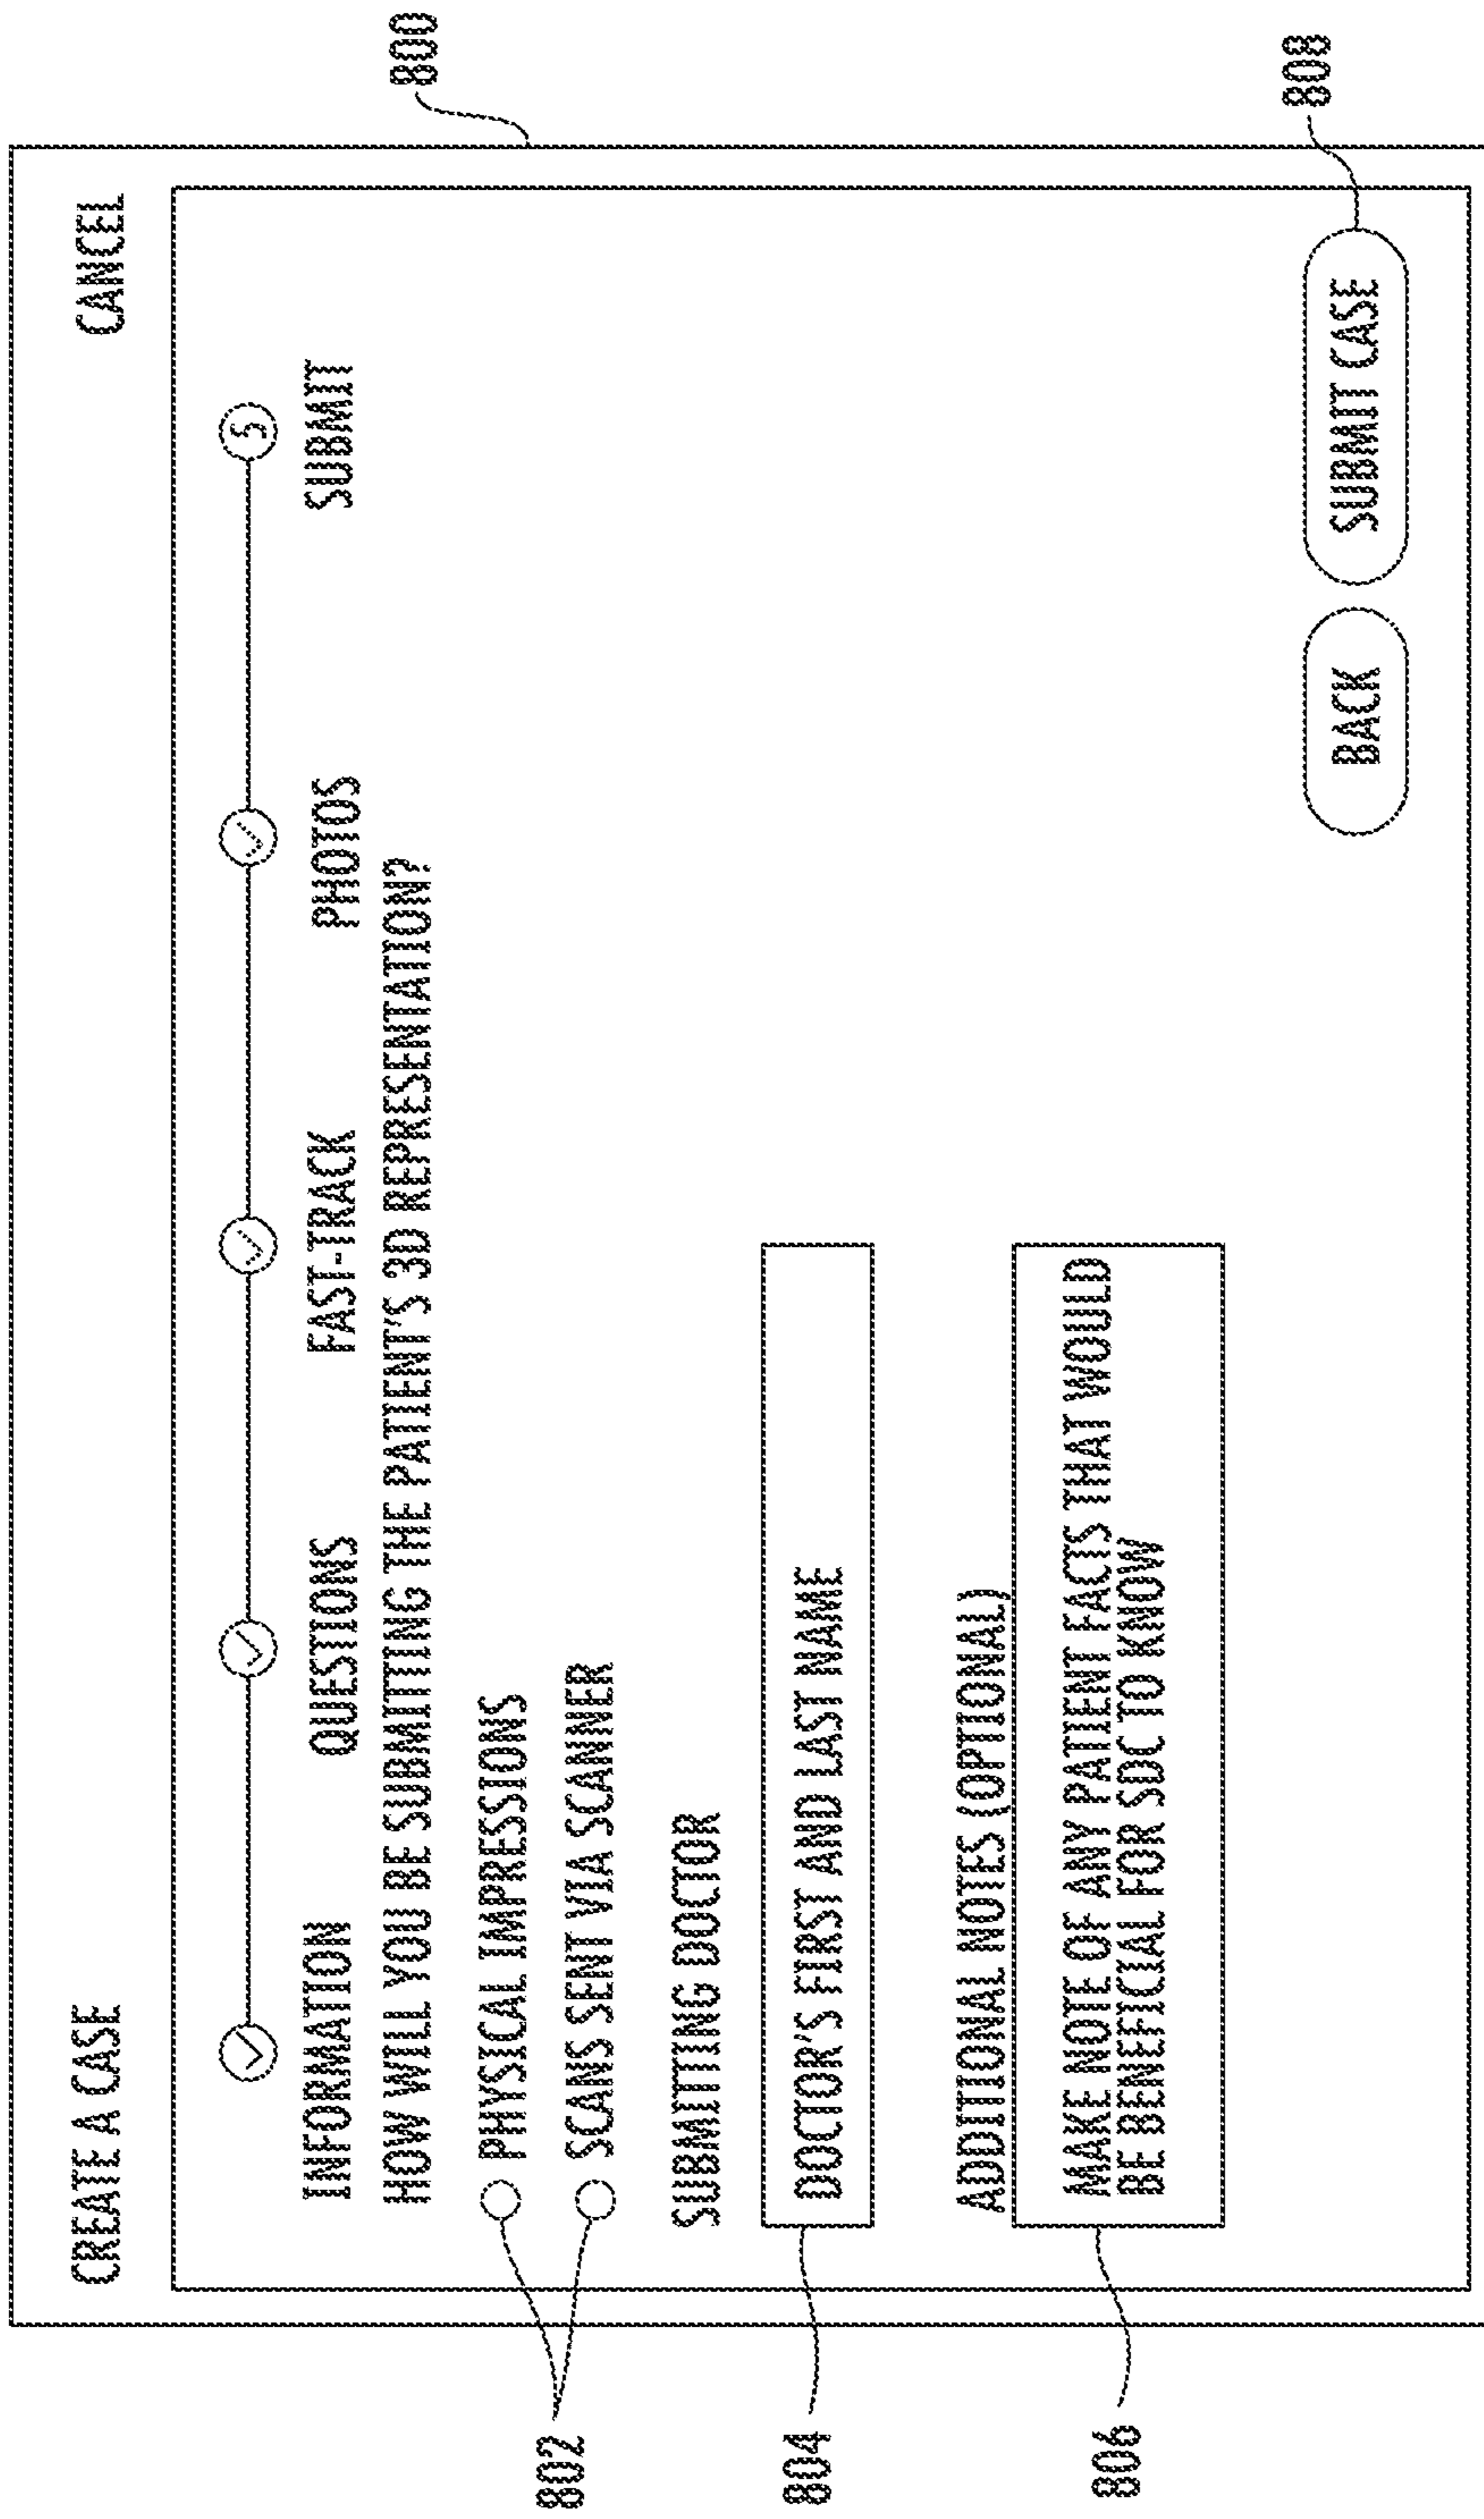 CREATE A CASE
CANCEL
800
5
INFORMATION
QUESTIONS
FAST-TRACK
PHOTOS
SUBMIT
HOW WILL YOU BE SUBMITTING THE PATIENT'S 3D REPRESENTATION?
802
PHYSICAL IMPRESSIONS
SCANS SENT VIA SCANNER
SUBMITTING DOCTOR
804
DOCTOR'S FIRST AND LAST NAME
ADDITIONAL NOTES (OPTIONAL)
806
MAKE NOTE OF ANY PATIENT FACTS THAT WOULD
BE BENEFICIAL FOR SDC TO KNOW
BACK
SUBMIT CASE
808